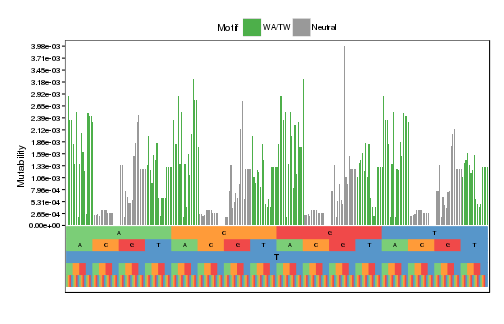 Motif WA/TW Neutral
3.98e-03
3.71e-03
3.45e-03
3.18e-03
2.92e-03
2.65e-03
2.39e-03
2.12e-03
1.86e-03
1.59e-03
1.33e-03
1.06e-03
7.96e-04
5.31e-04
2.65e-04
0.00e+00
Mutability
A C G T
A C G T A C G T A C G T A C G T
T